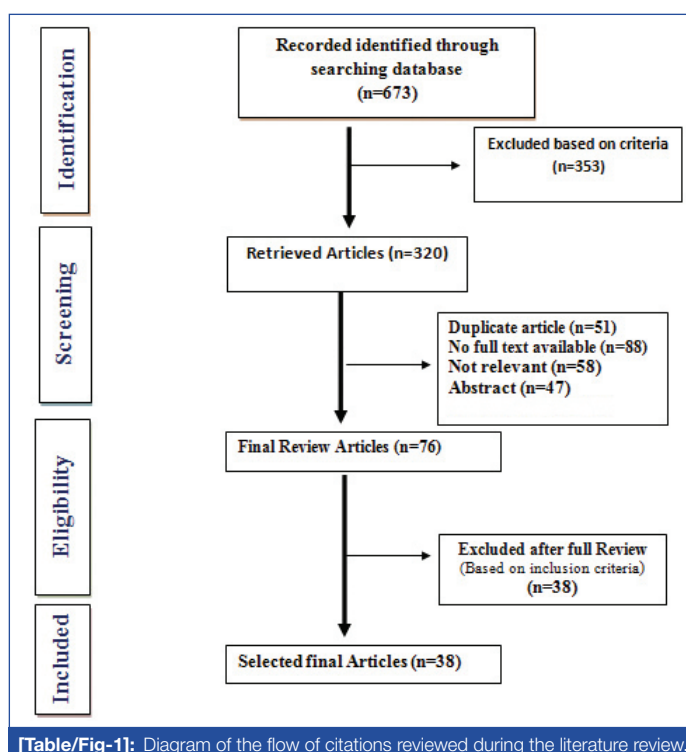 Identification
Recorded identified through
searching database
(n=673)
Excluded based on criteria
(n=353)
Screening
Retrieved Articles (n=320)
Duplicate article (n=51)
No full text available (n=88)
Not relevant (n=58)
Abstract (n=47)
Eligibility
Final Review Articles (n=76)
Excluded after full Review
(Based on inclusion criteria)
(n=38)
Included
Selected final Articles (n=38)
[Table/Fig-1]: Diagram of the flow of citations reviewed during the literature review.